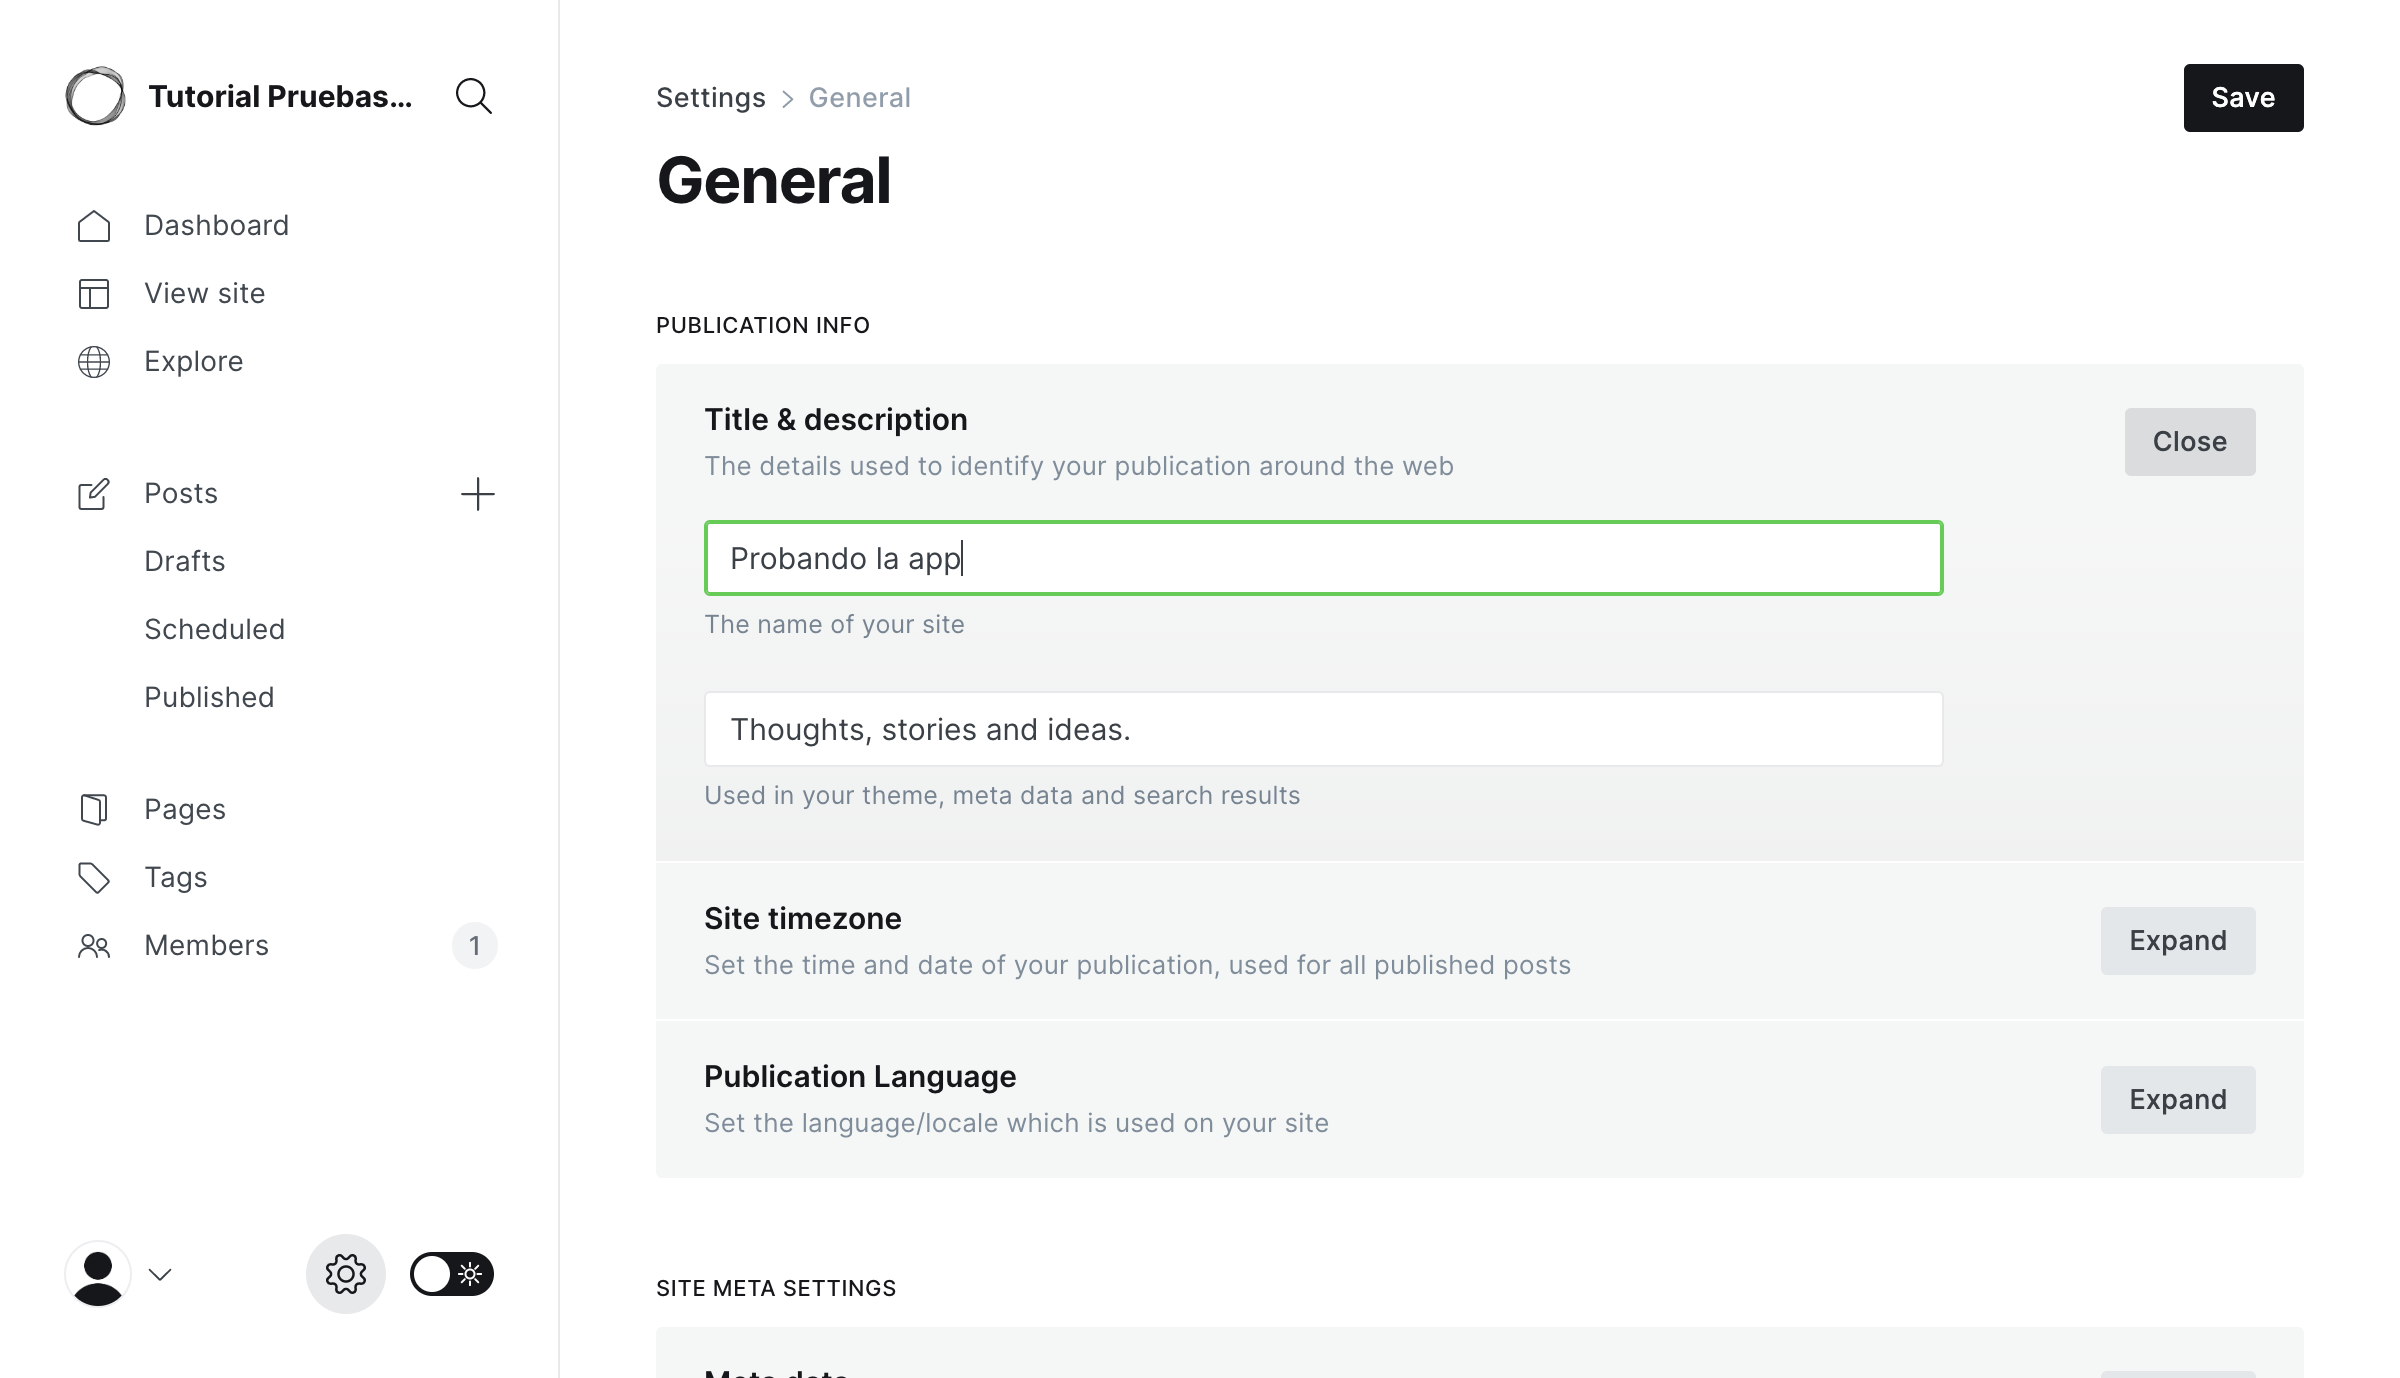 Tutorial Pruebas...
Dashboard
View site
Explore
Posts
Drafts
Scheduled
Published
Pages
Tags
Members
1
Settings > General
Save
General
PUBLICATION INFO
Title & description
Close
The details used to identify your publication around the web
Probando la app
The name of your site
Thoughts, stories and ideas.
Used in your theme, meta data and search results
Site timezone
Expand
Set the time and date of your publication, used for all published posts
Publication Language
Expand
Set the language/locale which is used on your site
SITE META SETTINGS
Meta data